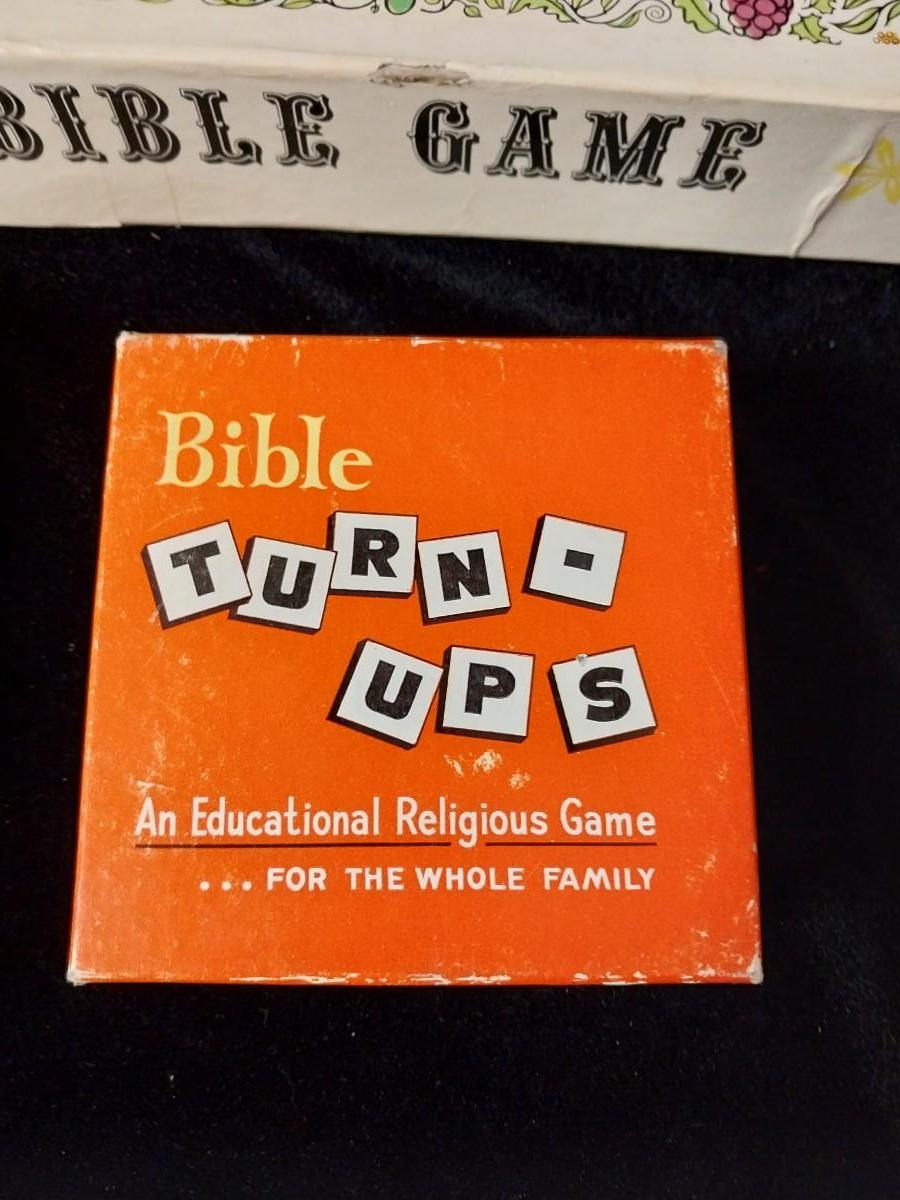 BIBLE GAME
Bible
TURN-
UPS
An Educational Religious Game
...FOR THE WHOLE FAMILY